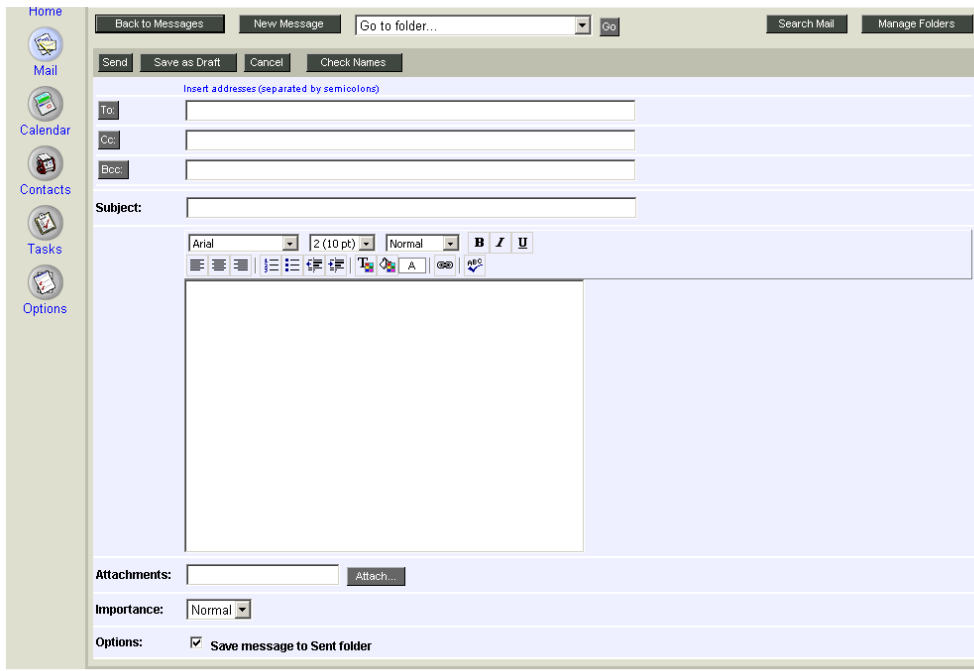 Home
Mail
Calendar
Contacts
Tasks
Options
Back to Messages New Message Go to folder... Go Search Mail Manage Folders
Send Save as Draft Cancel Check Names
Insert addresses (separated by semicolons)
To:
Cc:
Bcc:
Subject:
Arial 2 (10 pt) Normal B I U
A ABC
Attachments: Attach...
Importance: Normal
Options: Save message to Sent folder